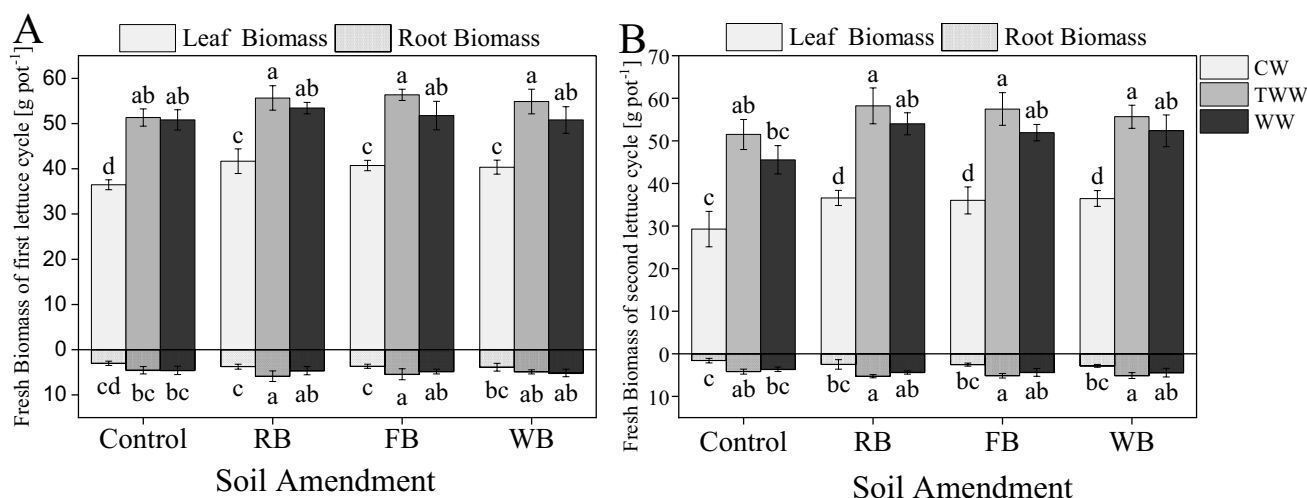 A
Leaf Biomass Root Biomass
Fresh Biomass of first lettuce cycle [g pot⁻¹]
60
50
40
30
20
10
0
10
d ab ab
c a ab
c a ab
c a ab
cd bc bc
c a ab
c a ab
c ab ab
Control RB FB WB
Soil Amendment
B
Leaf Biomass Root Biomass
CW
TWW
WW
Fresh Biomass of second lettuce cycle [g pot⁻¹]
70
60
50
40
30
20
10
0
10
c ab bc
d a ab
d a ab
d a ab
c ab bc
bc a ab
bc a ab
bc a ab
Control RB FB WB
Soil Amendment